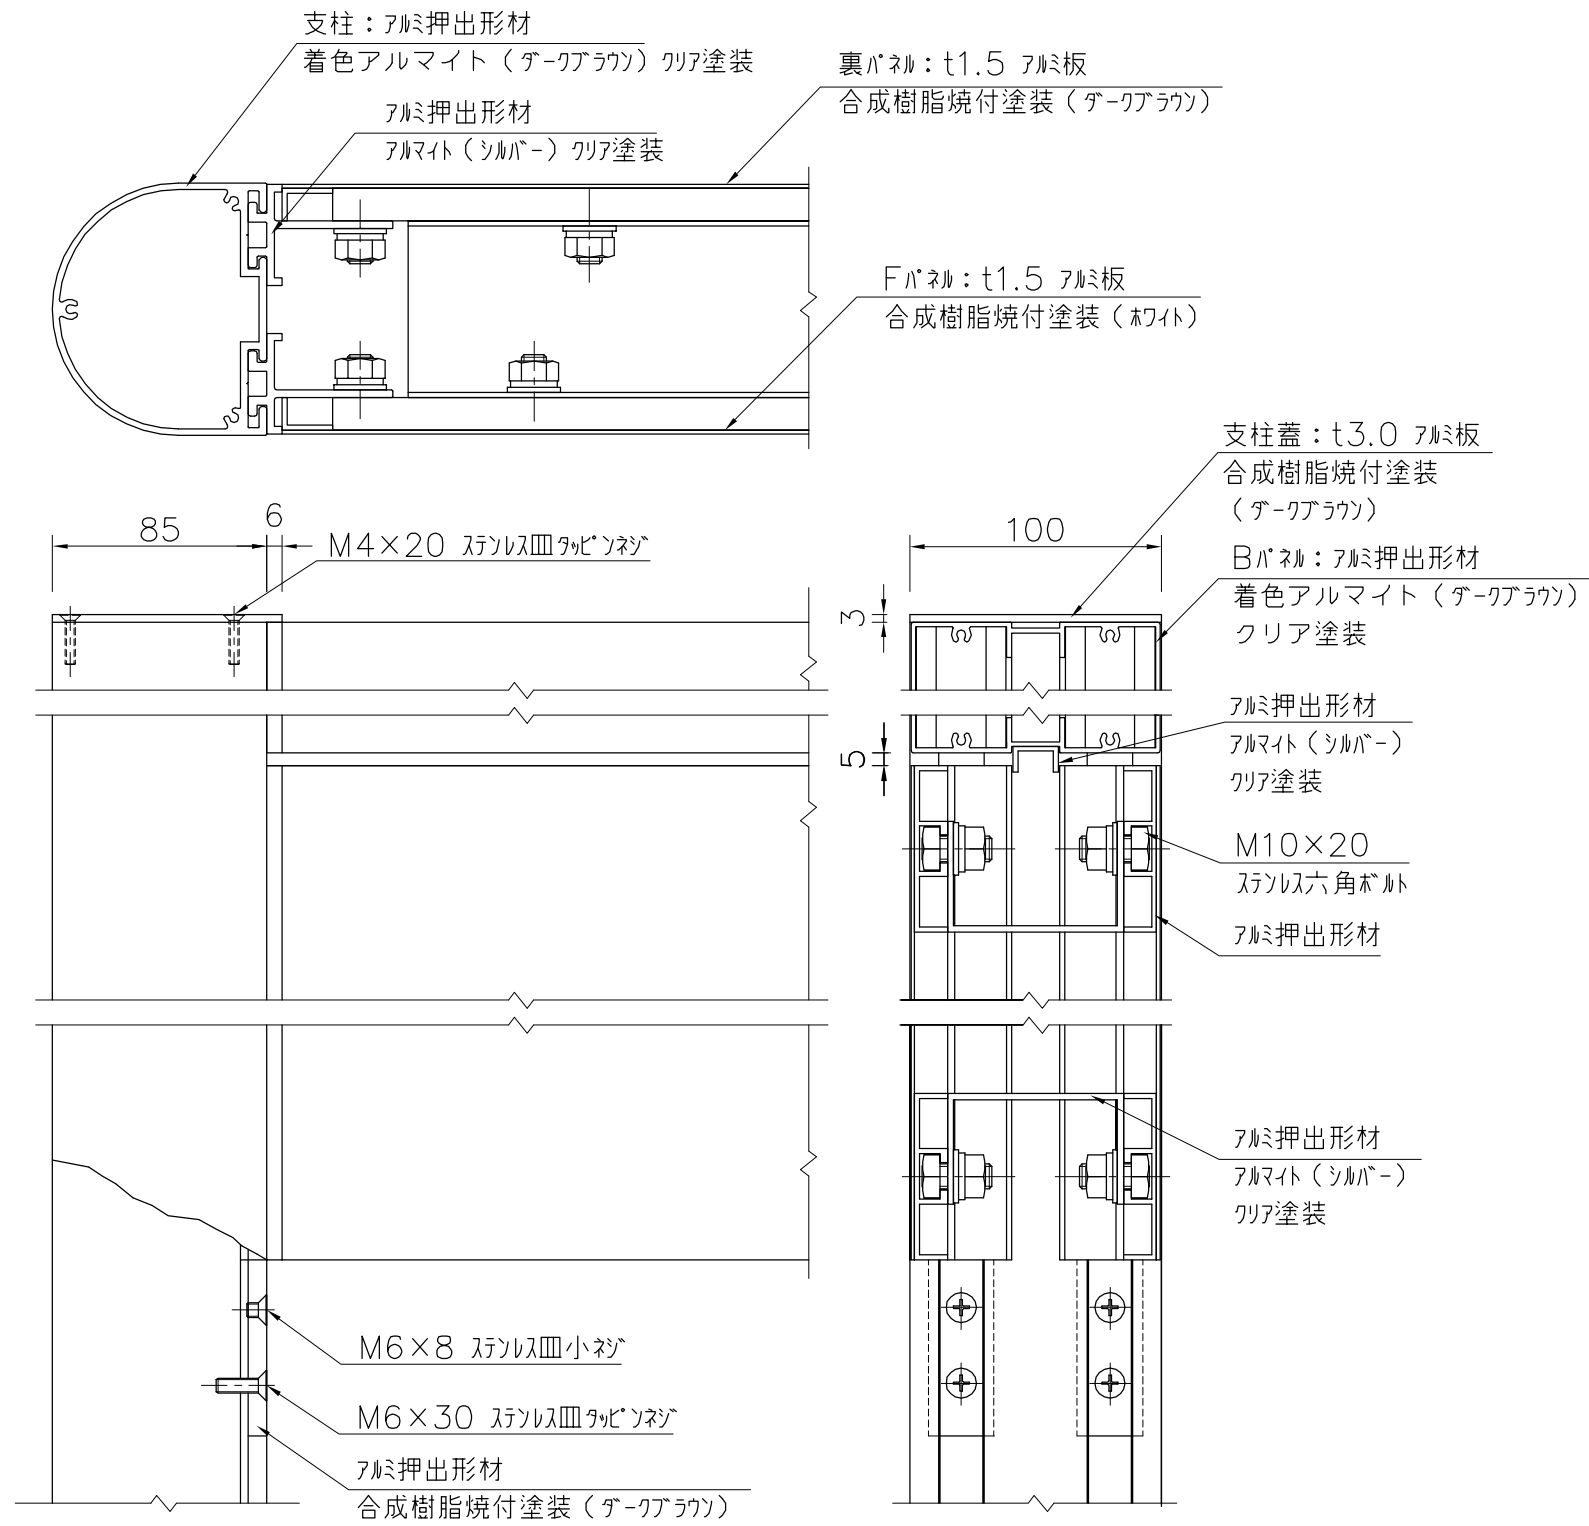 支柱：ｱﾙﾐ押出形材
着色アルマイト（ﾀﾞｰｸﾌﾞﾗｳﾝ）ｸﾘｱ塗装
ｱﾙﾐ押出形材
ｱﾙﾏｲﾄ（ｼﾙﾊﾞｰ）ｸﾘｱ塗装
裏ﾊﾟﾈﾙ：t1.5 ｱﾙﾐ板
合成樹脂焼付塗装（ﾀﾞｰｸﾌﾞﾗｳﾝ）
Fﾊﾟﾈﾙ：t1.5 ｱﾙﾐ板
合成樹脂焼付塗装（ﾎﾜｲﾄ）
支柱蓋：t3.0 ｱﾙﾐ板
合成樹脂焼付塗装
（ﾀﾞｰｸﾌﾞﾗｳﾝ）
85
6
M4×20 ｽﾃﾝﾚｽ皿ﾀｯﾋﾟﾝﾈｼﾞ
100
3
Bﾊﾟﾈﾙ：ｱﾙﾐ押出形材
着色アルマイト（ﾀﾞｰｸﾌﾞﾗｳﾝ）
クリア塗装
5
ｱﾙﾐ押出形材
ｱﾙﾏｲﾄ（ｼﾙﾊﾞｰ）
ｸﾘｱ塗装
M10×20
ｽﾃﾝﾚｽ六角ﾎﾞﾙﾄ
ｱﾙﾐ押出形材
ｱﾙﾐ押出形材
ｱﾙﾏｲﾄ（ｼﾙﾊﾞｰ）
ｸﾘｱ塗装
M6×8 ｽﾃﾝﾚｽ皿小ﾈｼﾞ
M6×30 ｽﾃﾝﾚｽ皿ﾀｯﾋﾟﾝﾈｼﾞ
ｱﾙﾐ押出形材
合成樹脂焼付塗装（ﾀﾞｰｸﾌﾞﾗｳﾝ）